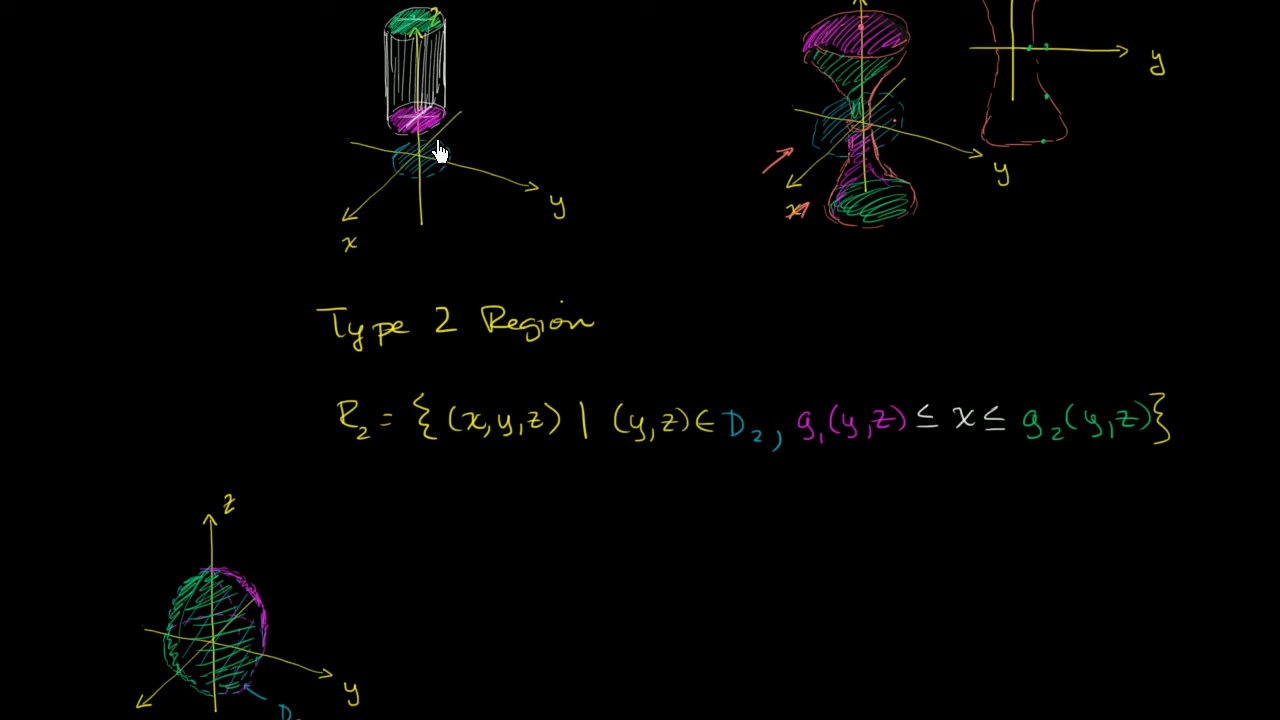 z
y
x
y
x
y
Type 2 Region
R₂ = {(x,y,z) | (y,z) ∈ D₂, g₁(y,z) ≤ x ≤ g₂(y,z)}
z
y